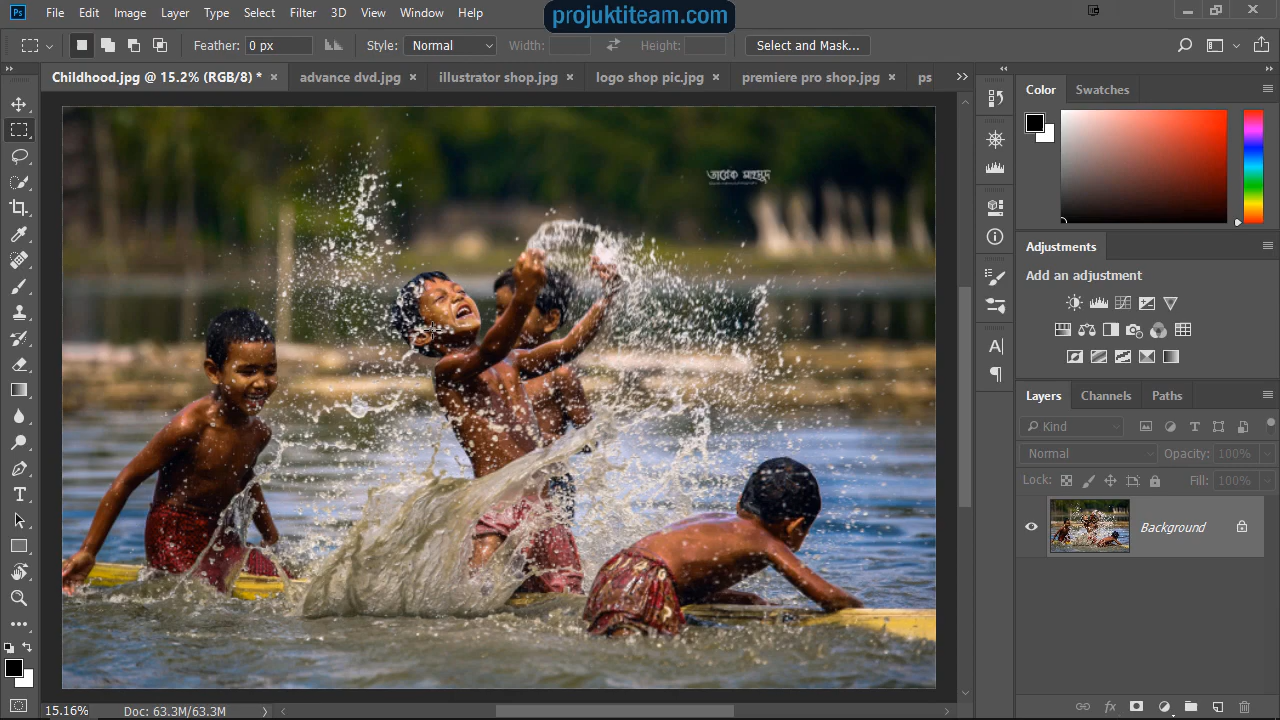 projuktiteam.com
Ps File Edit Image Layer Type Select Filter 3D View Window Help
Feather: 0 px Style: Normal Width: Height: Select and Mask...
Childhood.jpg @ 15.2% (RGB/8) * × advance dvd.jpg × illustrator shop.jpg × logo shop pic.jpg × premiere pro shop.jpg × ps
Color Swatches
তারেক মাহমুদ
Adjustments
Add an adjustment
Layers Channels Paths
Kind
Normal Opacity: 100%
Lock: Fill: 100%
Background
15.16% Doc: 63.3M/63.3M